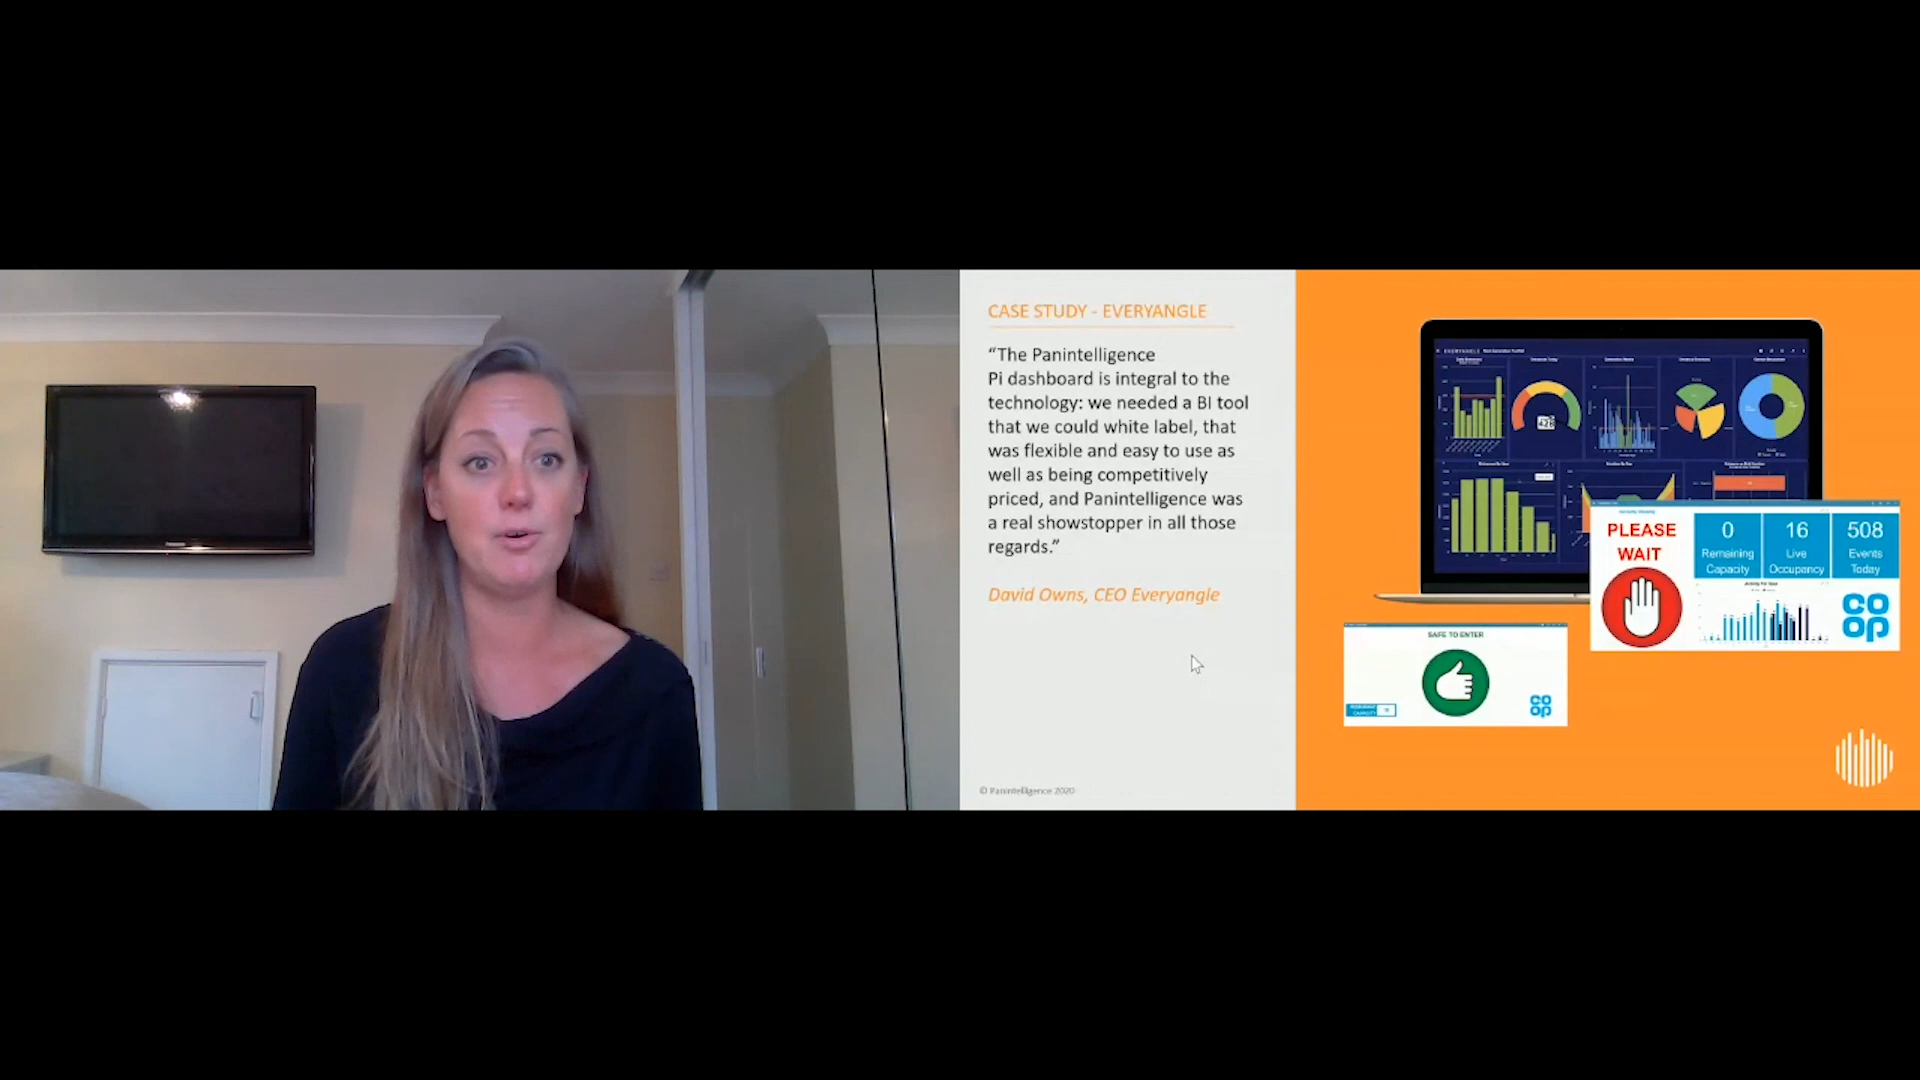 CASE STUDY - EVERYANGLE
“The Panintelligence
Pi dashboard is integral to the
technology: we needed a BI tool
that we could white label, that
was flexible and easy to use as
well as being competitively
priced, and Panintelligence was
a real showstopper in all those
regards.”
David Owns, CEO Everyangle
© Panintelligence 2020
EVERYANGLE
428
PLEASE
WAIT
0
Remaining
Capacity
16
Live
Occupancy
508
Events
Today
CO
OP
SAFE TO ENTER
CO
OP